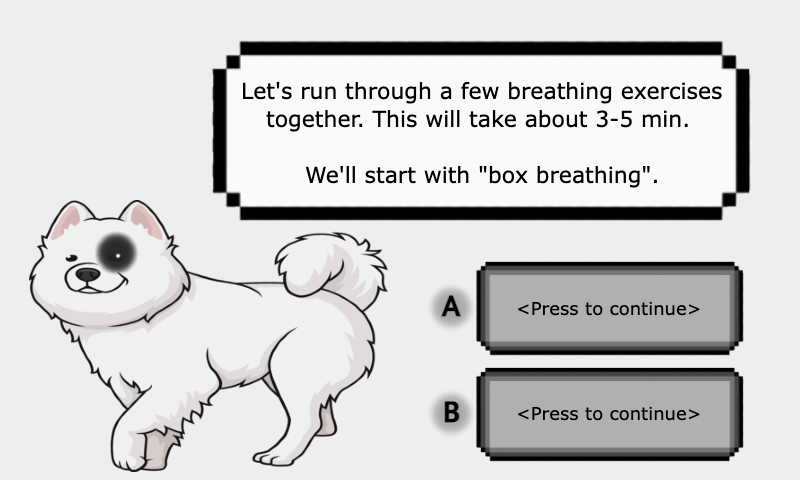 Let's run through a few breathing exercises
together. This will take about 3-5 min.
We'll start with "box breathing".
A
<Press to continue>
B
<Press to continue>